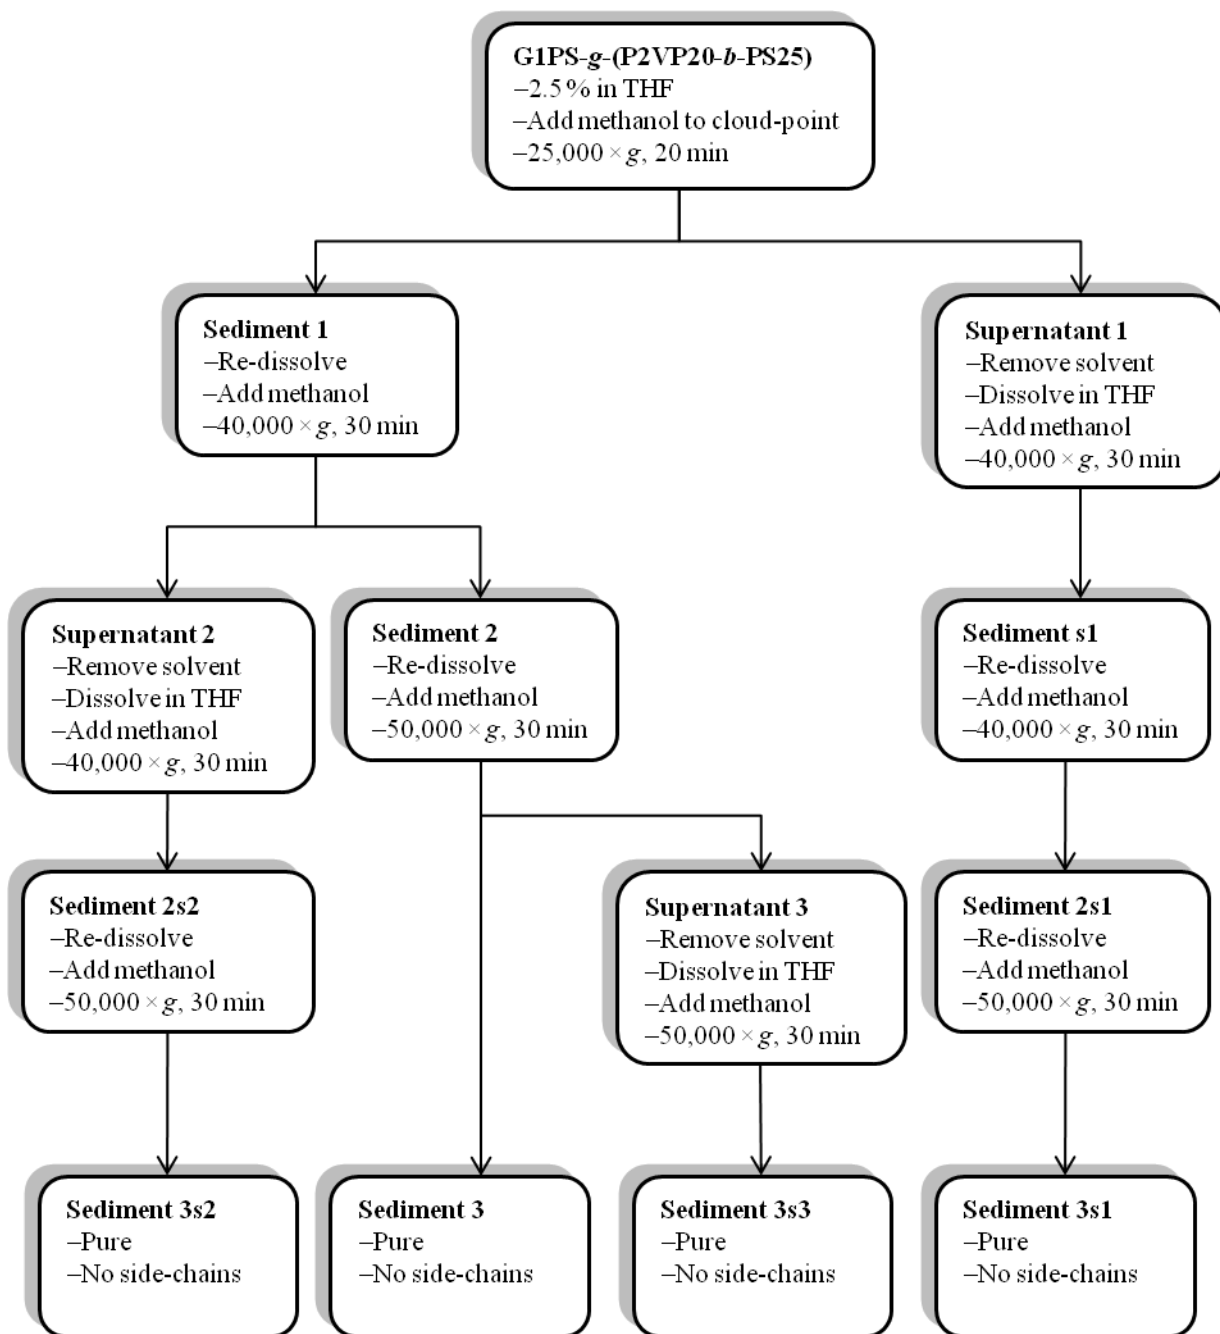 G1PS-g-(P2VP20-b-PS25)
–2.5 % in THF
–Add methanol to cloud-point
–25,000 × g, 20 min
Sediment 1
–Re-dissolve
–Add methanol
–40,000 × g, 30 min
Supernatant 1
–Remove solvent
–Dissolve in THF
–Add methanol
–40,000 × g, 30 min
Supernatant 2
–Remove solvent
–Dissolve in THF
–Add methanol
–40,000 × g, 30 min
Sediment 2
–Re-dissolve
–Add methanol
–50,000 × g, 30 min
Sediment s1
–Re-dissolve
–Add methanol
–40,000 × g, 30 min
Sediment 2s2
–Re-dissolve
–Add methanol
–50,000 × g, 30 min
Supernatant 3
–Remove solvent
–Dissolve in THF
–Add methanol
–50,000 × g, 30 min
Sediment 2s1
–Re-dissolve
–Add methanol
–50,000 × g, 30 min
Sediment 3s2
–Pure
–No side-chains
Sediment 3
–Pure
–No side-chains
Sediment 3s3
–Pure
–No side-chains
Sediment 3s1
–Pure
–No side-chains